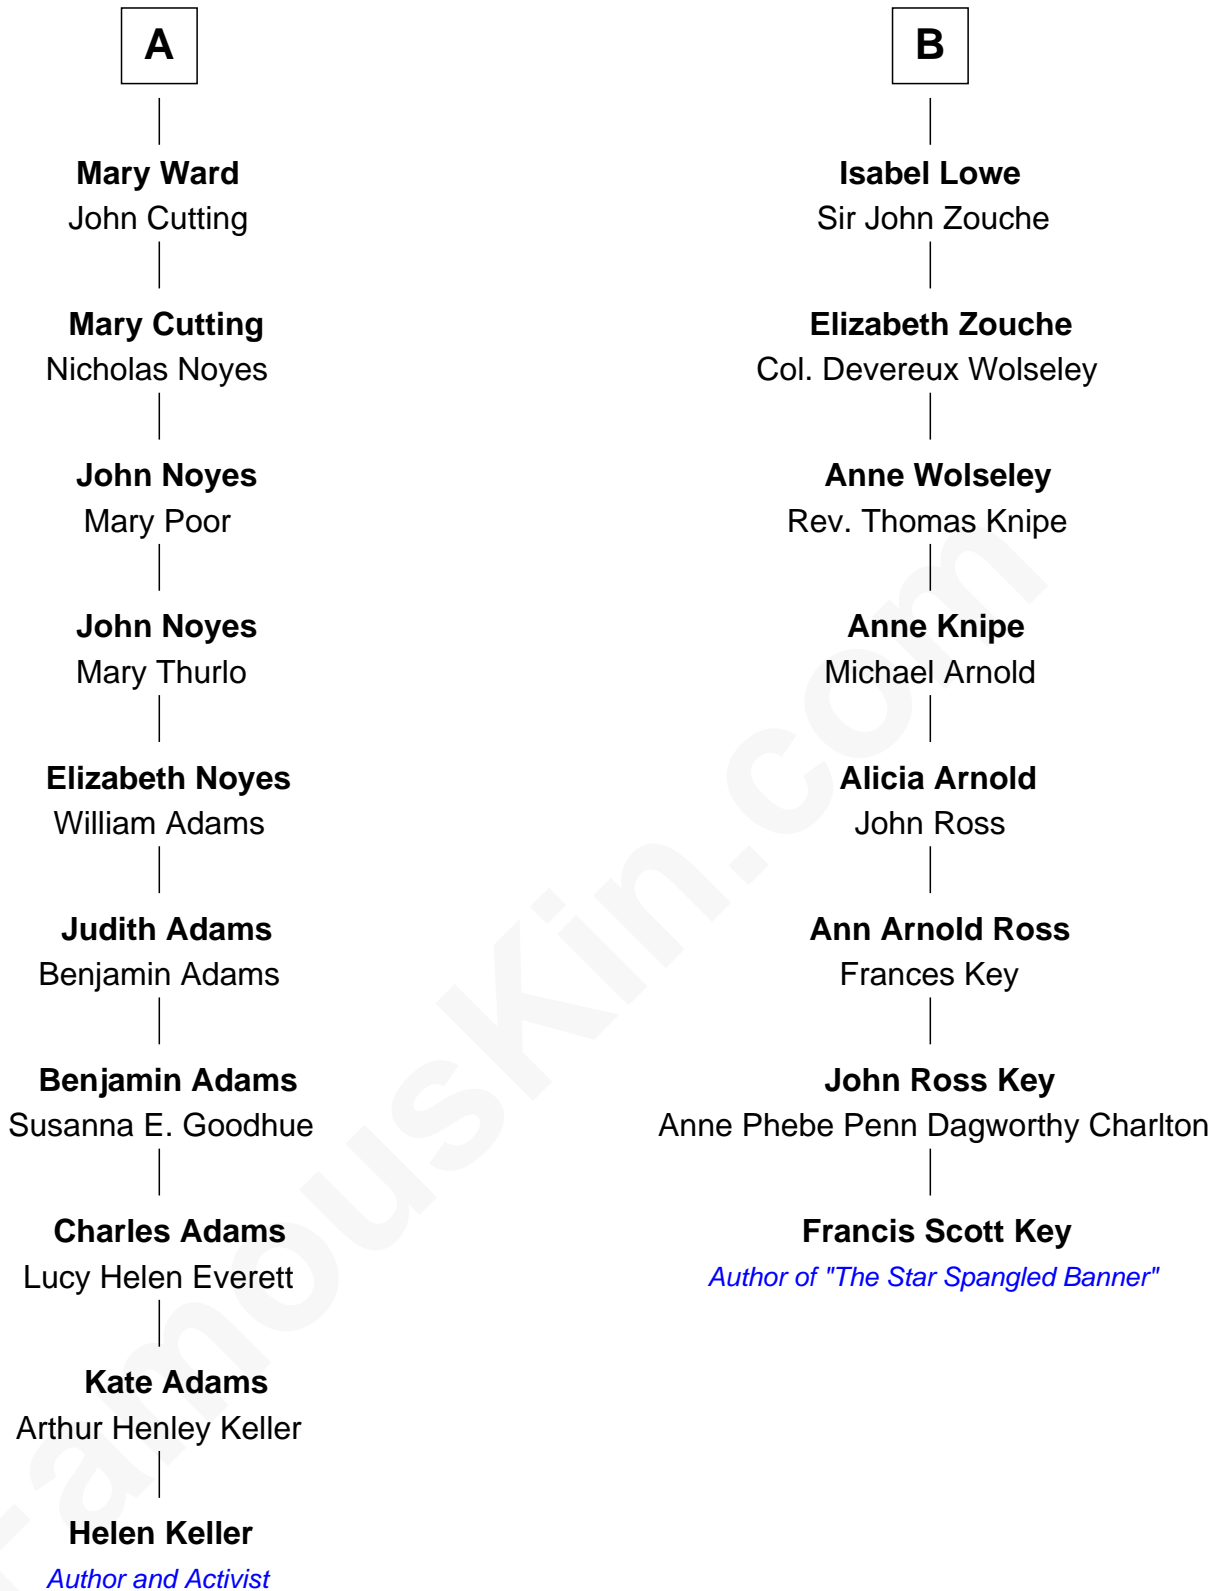 A
Mary Ward
John Cutting
Mary Cutting
Nicholas Noyes
John Noyes
Mary Poor
John Noyes
Mary Thurlo
Elizabeth Noyes
William Adams
Judith Adams
Benjamin Adams
Benjamin Adams
Susanna E. Goodhue
Charles Adams
Lucy Helen Everett
Kate Adams
Arthur Henley Keller
Helen Keller
Author and Activist
B
Isabel Lowe
Sir John Zouche
Elizabeth Zouche
Col. Devereux Wolseley
Anne Wolseley
Rev. Thomas Knipe
Anne Knipe
Michael Arnold
Alicia Arnold
John Ross
Ann Arnold Ross
Frances Key
John Ross Key
Anne Phebe Penn Dagworthy Charlton
Francis Scott Key
Author of "The Star Spangled Banner"
FamousKin.com